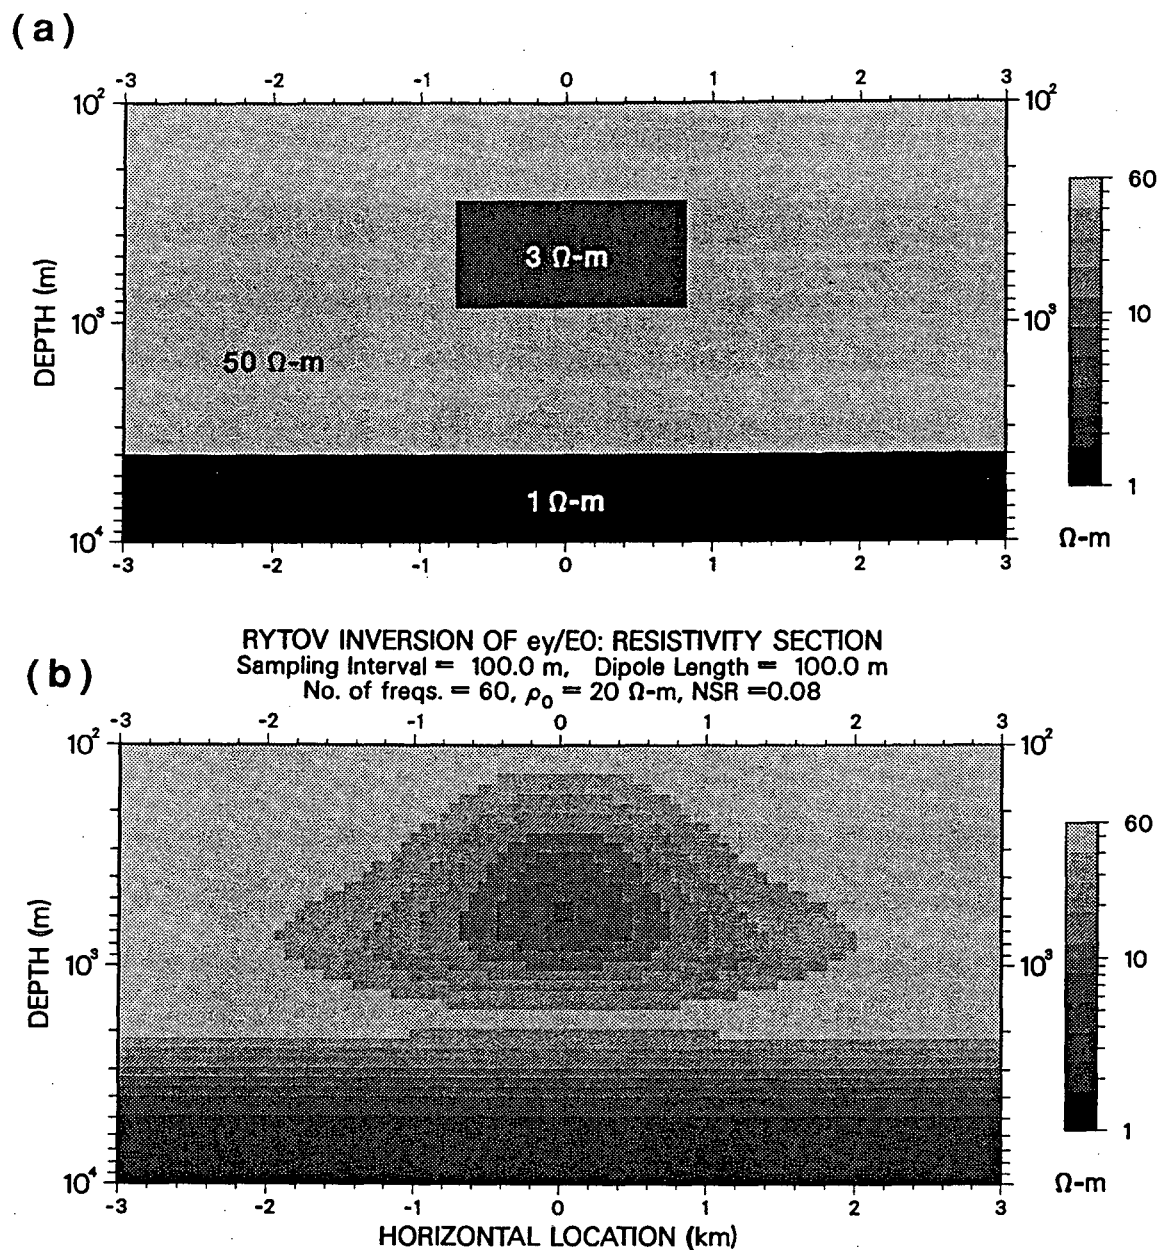 (a)
-3 -2 -1 0 1 2 3
10² 10²
60
3 Ω-m
DEPTH (m)
10³ 10³ 10
50 Ω-m
1
1 Ω-m
10⁴ Ω-m
-3 -2 -1 0 1 2 3
RYTOV INVERSION OF ey/E0: RESISTIVITY SECTION
(b) Sampling Interval = 100.0 m, Dipole Length = 100.0 m
No. of freqs. = 60, ρ₀ = 20 Ω-m, NSR =0.08
-3 -2 -1 0 1 2 3
10² 10²
60
DEPTH (m)
10³ 10³ 10
1
10⁴ Ω-m
-3 -2 -1 0 1 2 3
HORIZONTAL LOCATION (km)